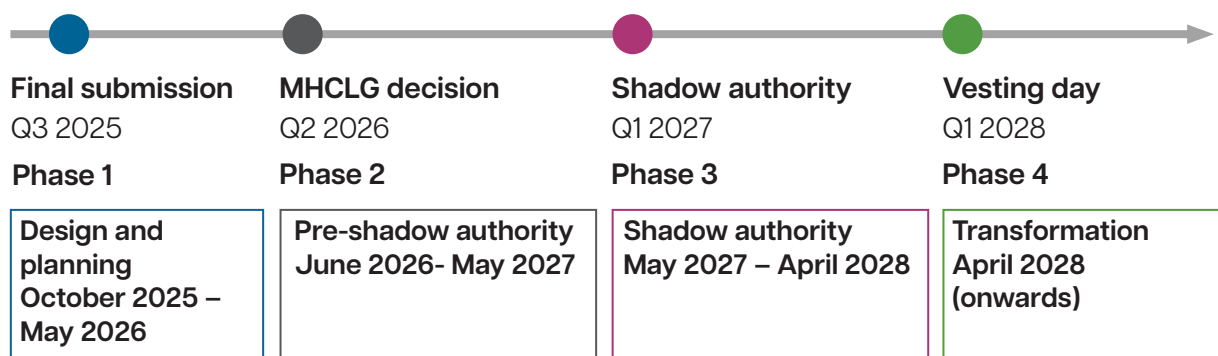 Final submission
Q3 2025
Phase 1
Design and
planning
October 2025 –
May 2026
MHCLG decision
Q2 2026
Phase 2
Pre-shadow authority
June 2026- May 2027
Shadow authority
Q1 2027
Phase 3
Shadow authority
May 2027 – April 2028
Vesting day
Q1 2028
Phase 4
Transformation
April 2028
(onwards)